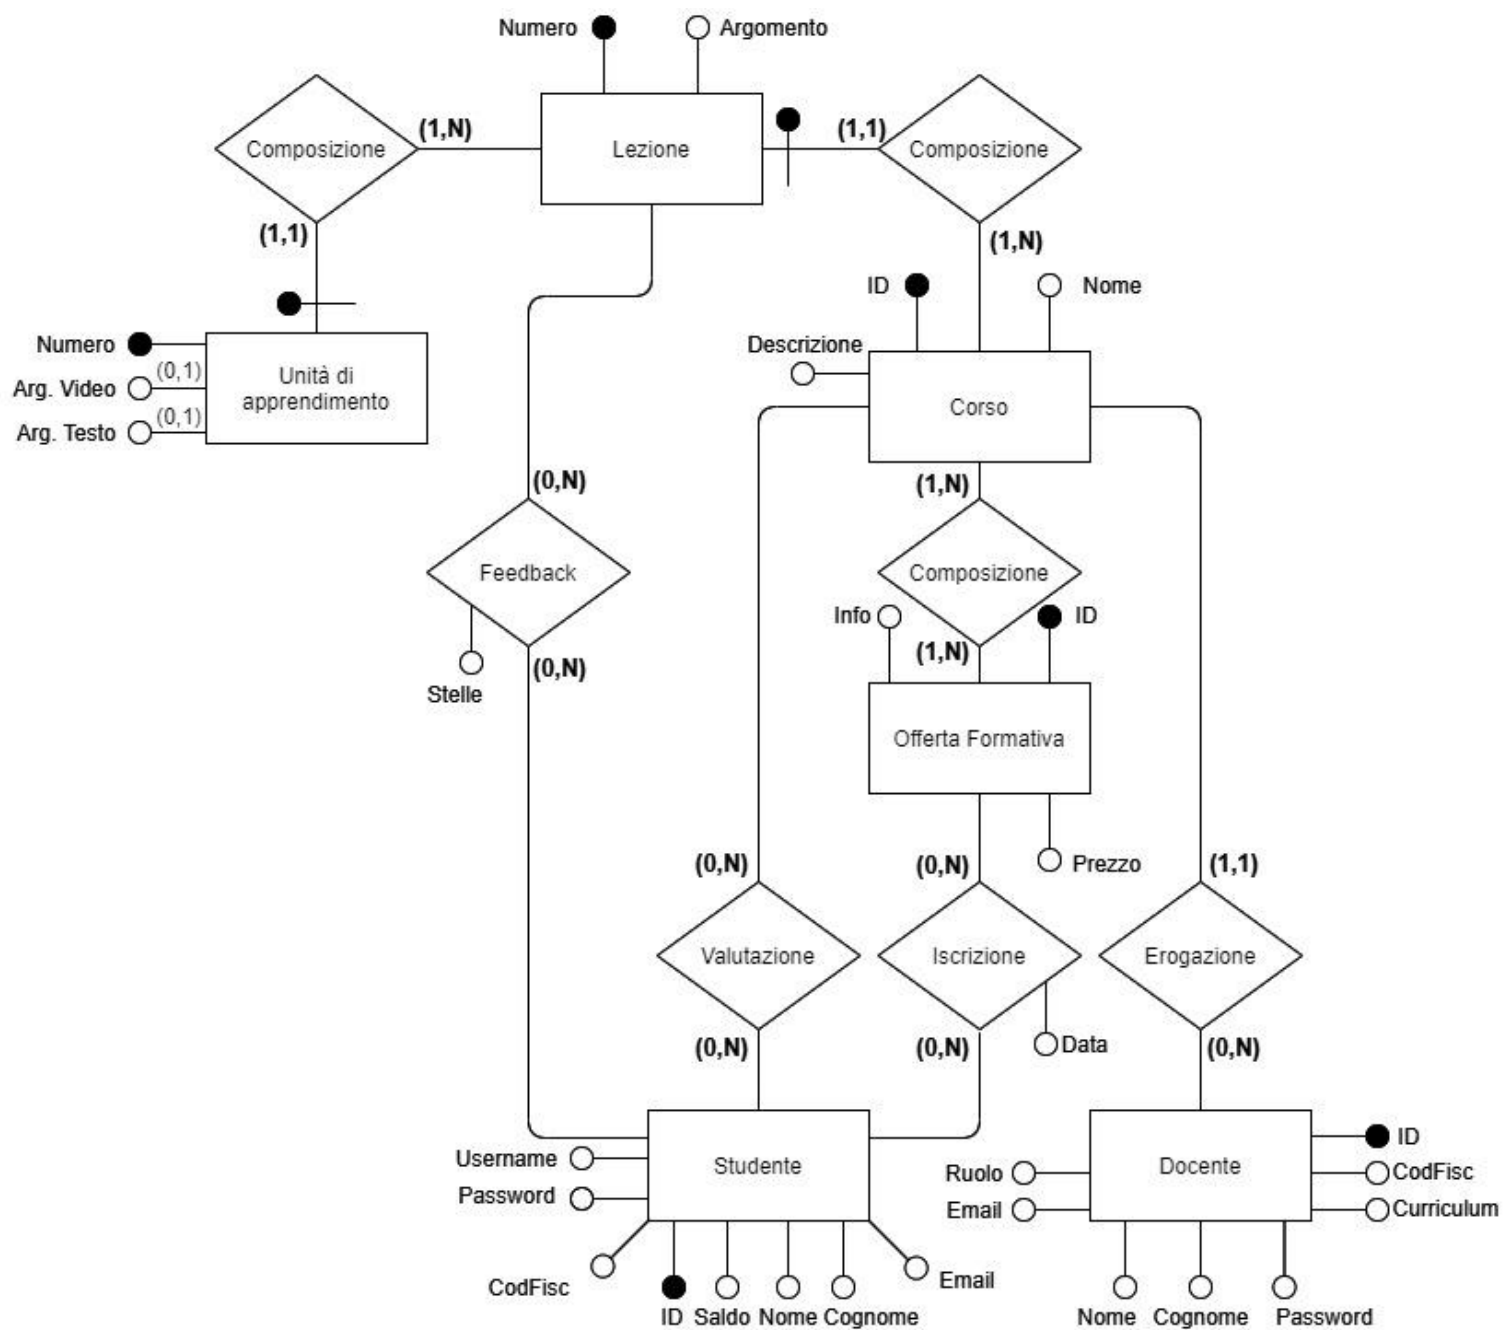 Numero
Argomento
Composizione
(1,N)
Lezione
(1,1)
Composizione
(1,1)
(1,N)
ID
Nome
Numero
Descrizione
(0,1)
Arg. Video
Unità di
apprendimento
(0,1)
Arg. Testo
Corso
(0,N)
(1,N)
Feedback
Composizione
Info
ID
(0,N)
(1,N)
Stelle
Offerta Formativa
(0,N)
(0,N)
Prezzo
(1,1)
Valutazione
Iscrizione
Erogazione
(0,N)
(0,N)
Data
(0,N)
Username
Studente
Password
CodFisc
ID
Saldo
Nome
Cognome
Email
Ruolo
Docente
ID
CodFisc
Email
Curriculum
Nome
Cognome
Password